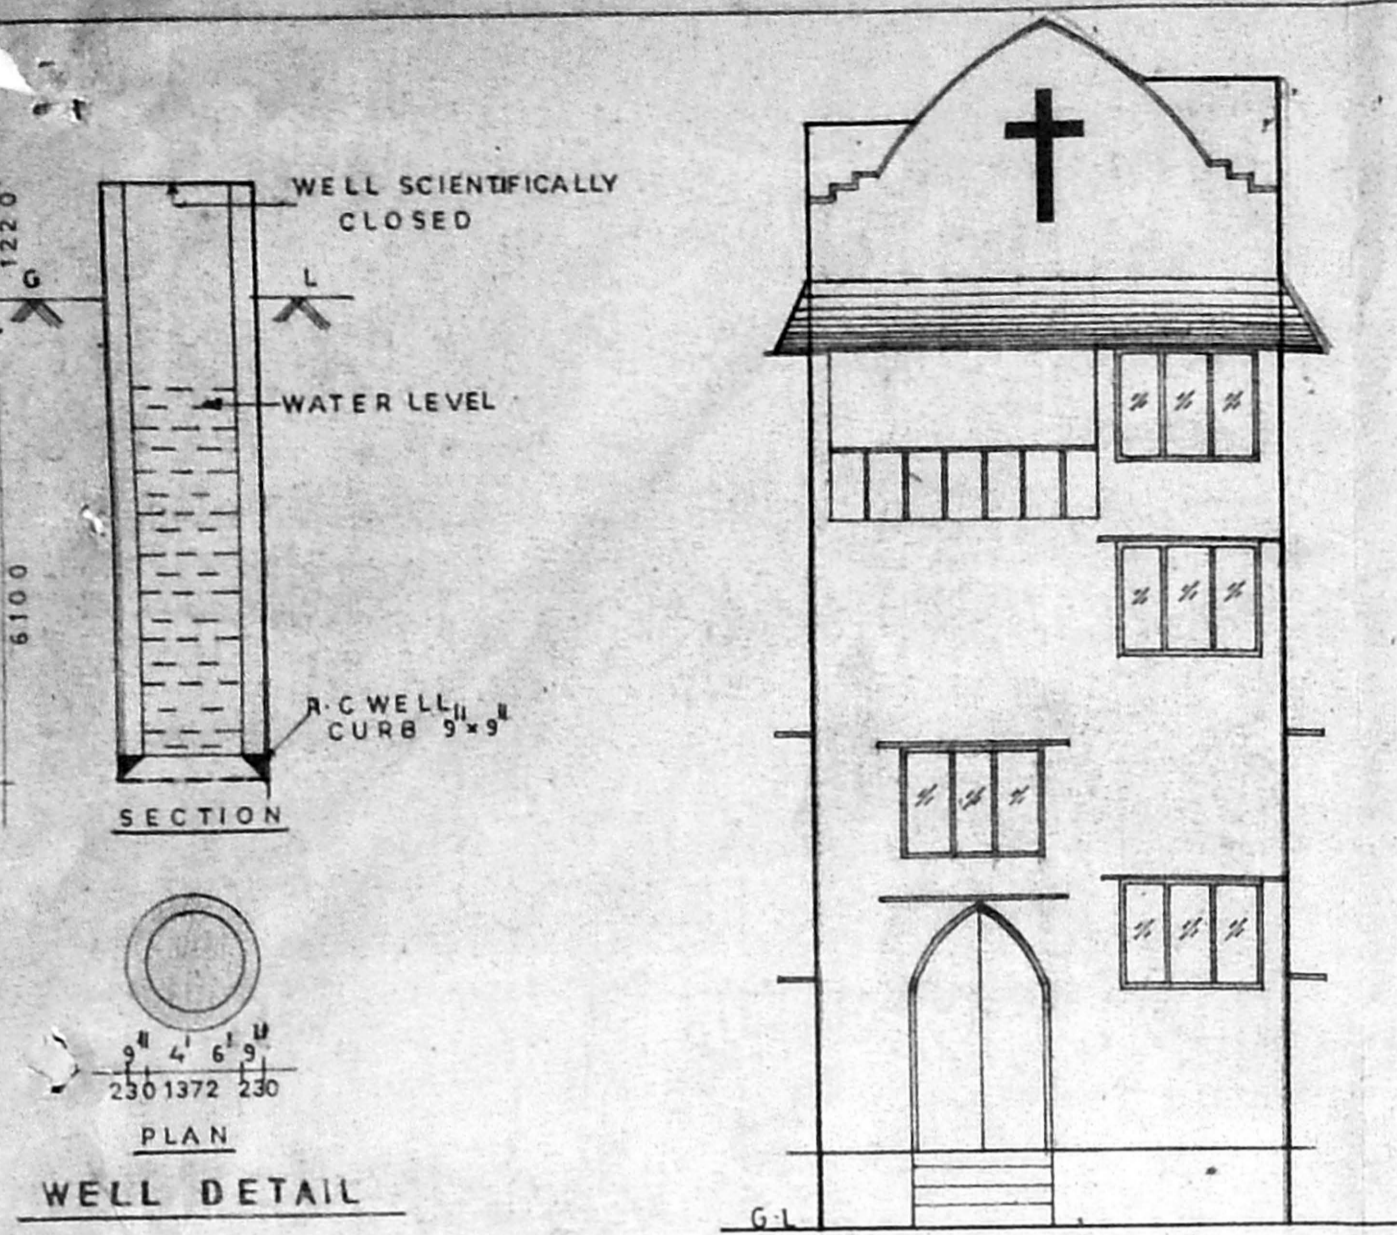 WELL SCIENTIFICALLY
CLOSED
1220
G L
WATER LEVEL
6100
R.C WELL
CURB 9"x9"
SECTION
9" 4' 6" 9"
230 1372 230
PLAN
WELL DETAIL
G.L